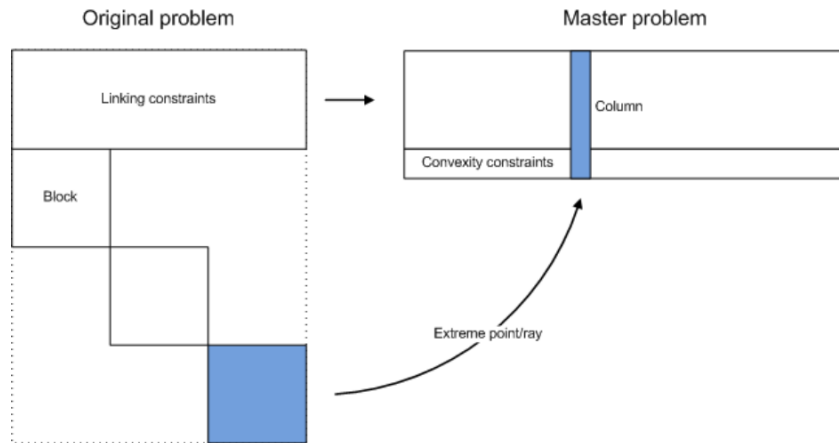 Original problem
Master problem
Linking constraints
Column
Convexity constraints
Block
Extreme point/ray